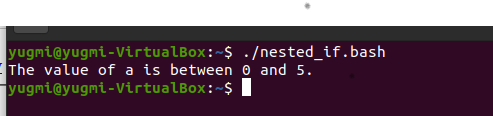 yugmi@yugmi-VirtualBox:~$ ./nested_if.bash
The value of a is between 0 and 5.
yugmi@yugmi-VirtualBox:~$